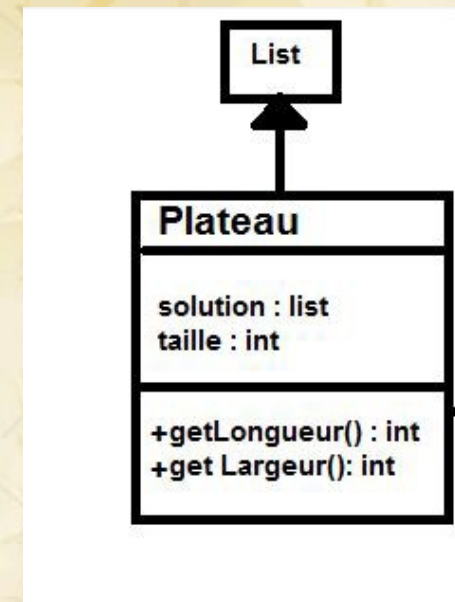 List
Plateau
solution : list
taille : int
+getLongueur() : int
+get Largeur(): int